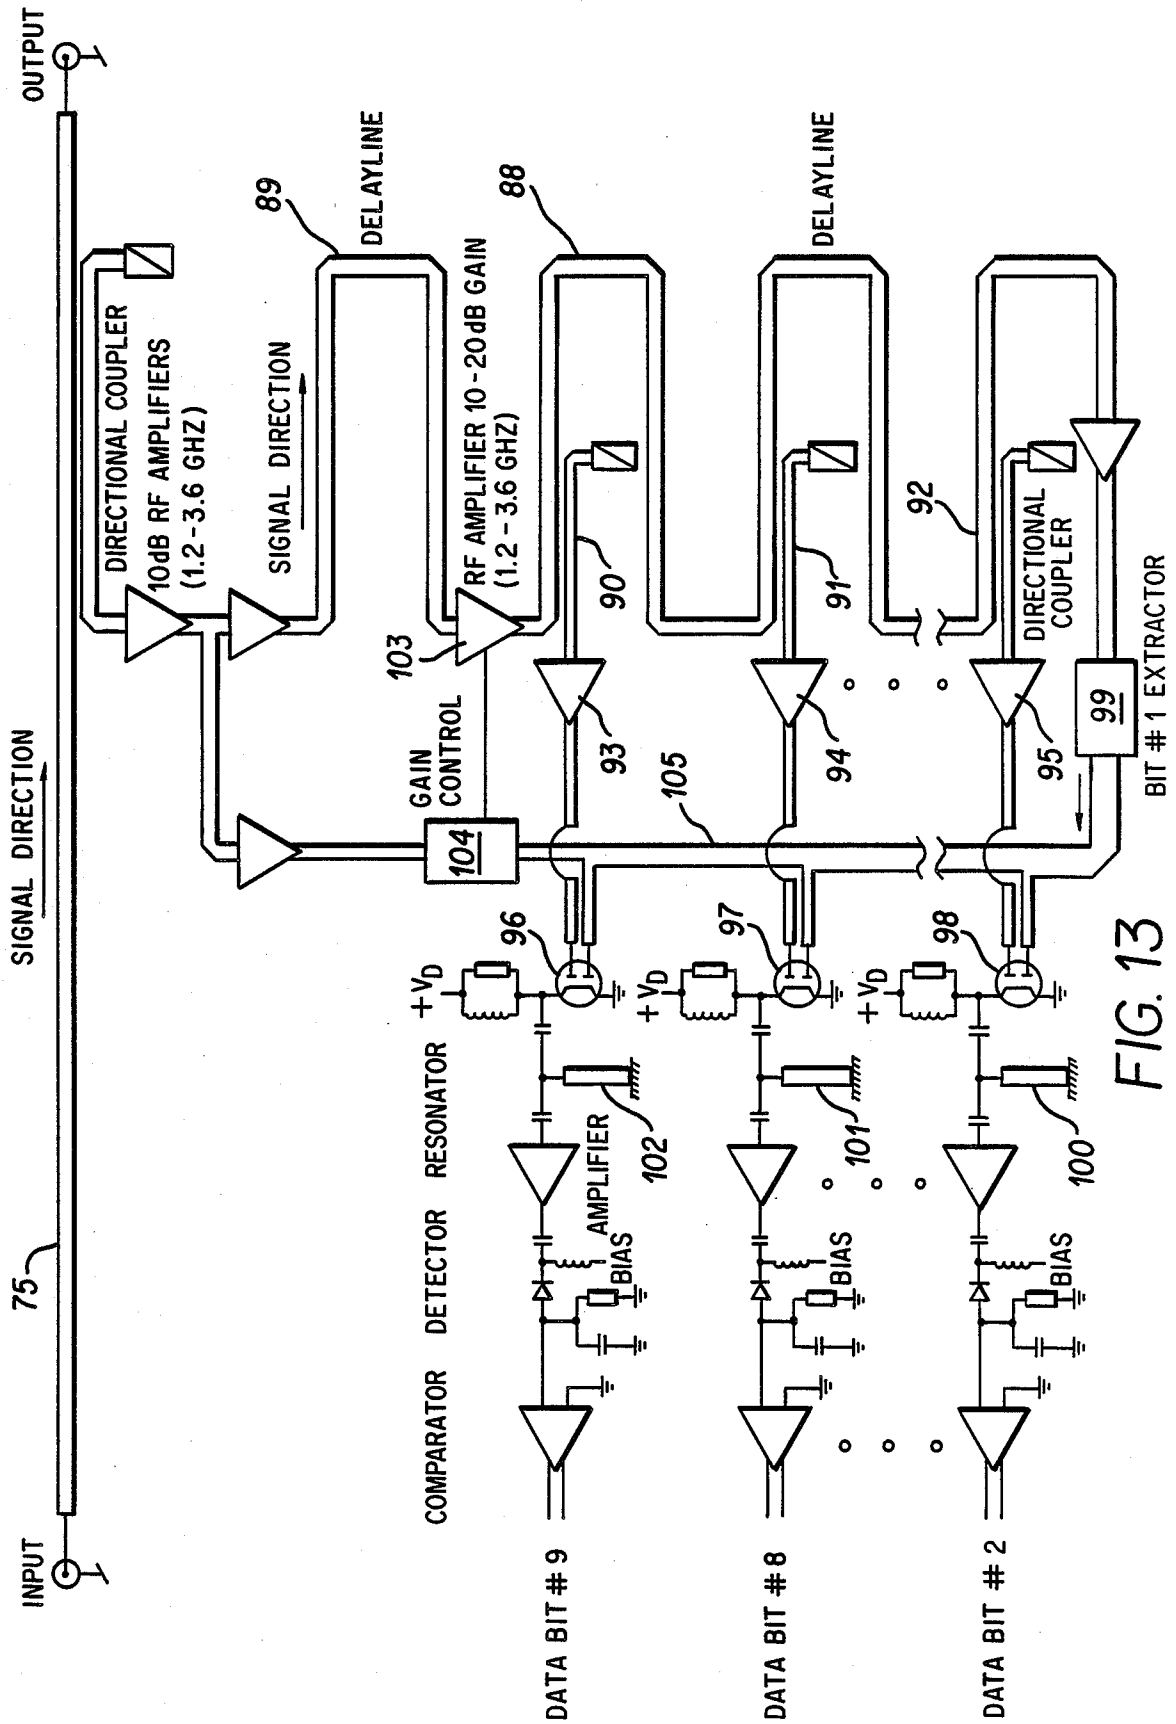 INPUT
75
SIGNAL DIRECTION
OUTPUT
DIRECTIONAL COUPLER
10dB RF AMPLIFIERS
(1.2-3.6 GHZ)
SIGNAL DIRECTION
89
DELAYLINE
GAIN
CONTROL
104
103
RF AMPLIFIER 10-20dB GAIN
(1.2-3.6 GHZ)
88
COMPARATOR DETECTOR RESONATOR
+VD
96
93
90
DATA BIT #9
BIAS
AMPLIFIER
102
105
+VD
97
94
91
DELAYLINE
DATA BIT #8
BIAS
101
92
+VD
98
95
DIRECTIONAL
COUPLER
DATA BIT #2
BIAS
100
99
BIT #1 EXTRACTOR
FIG. 13